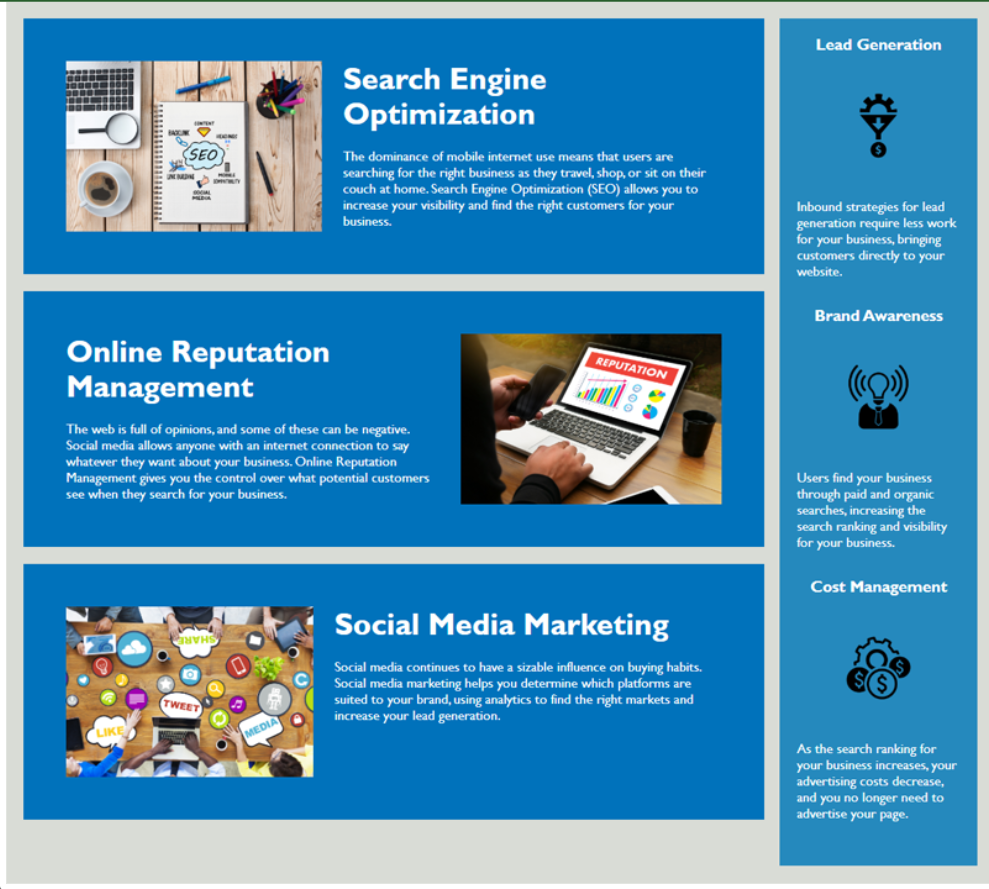 Search Engine
Optimization
The dominance of mobile internet use means that users are
searching for the right business as they travel, shop, or sit on their
couch at home. Search Engine Optimization (SEO) allows you to
increase your visibility and find the right customers for your
business.
CONTENT
BACKLINK
HEADINGS
SEO
LINK BUILDING
MOBILE
COMPATIBILITY
SOCIAL
MEDIA
Online Reputation
Management
The web is full of opinions, and some of these can be negative.
Social media allows anyone with an internet connection to say
whatever they want about your business. Online Reputation
Management gives you the control over what potential customers
see when they search for your business.
REPUTATION
Social Media Marketing
Social media continues to have a sizable influence on buying habits.
Social media marketing helps you determine which platforms are
suited to your brand, using analytics to find the right markets and
increase your lead generation.
SHARE
TWEET
LIKE
MEDIA
Lead Generation
$
Inbound strategies for lead
generation require less work
for your business, bringing
customers directly to your
website.
Brand Awareness
Users find your business
through paid and organic
searches, increasing the
search ranking and visibility
for your business.
Cost Management
$ $ $
As the search ranking for
your business increases, your
advertising costs decrease,
and you no longer need to
advertise your page.